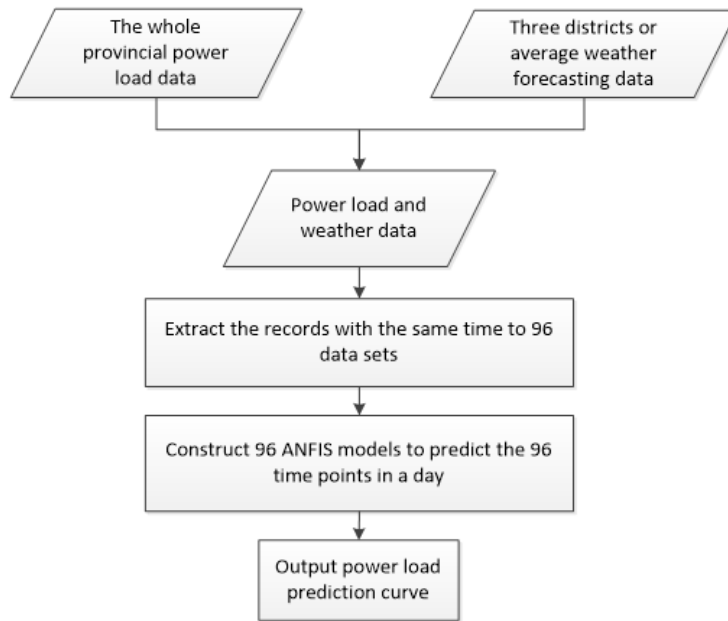 The whole
provincial power
load data
Three districts or
average weather
forecasting data
Power load and
weather data
Extract the records with the same time to 96
data sets
Construct 96 ANFIS models to predict the 96
time points in a day
Output power load
prediction curve